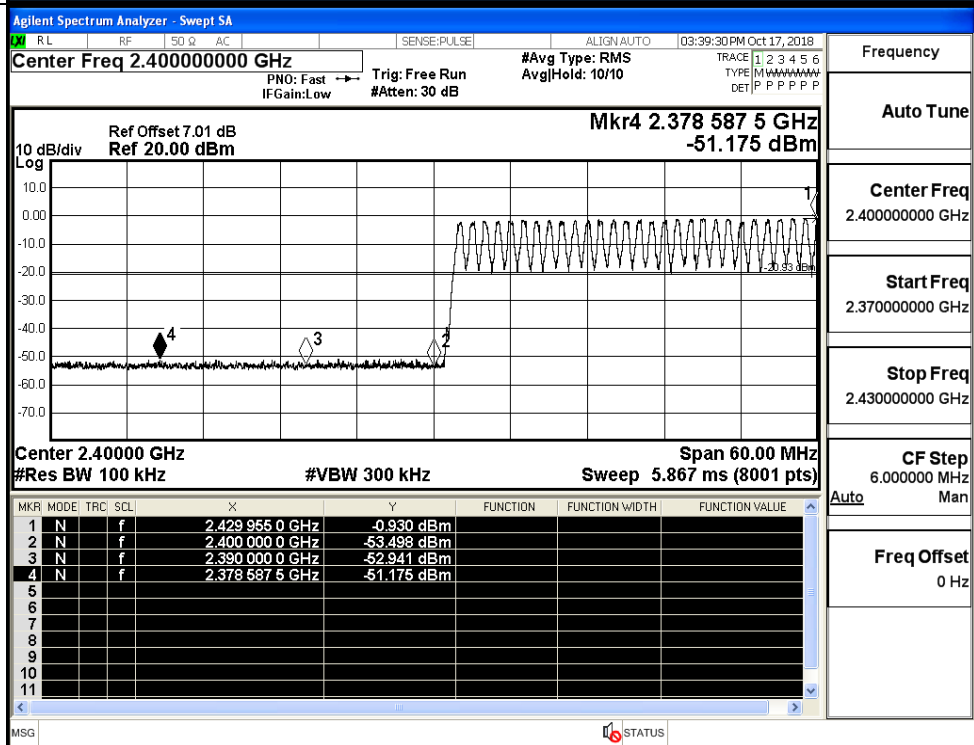 Agilent Spectrum Analyzer - Swept SA
LXI RL RF 50 Ω AC SENSE:PULSE ALIGN AUTO 03:39:30 PM Oct 17, 2018
Center Freq 2.400000000 GHz
PNO: Fast
IFGain:Low
Trig: Free Run
#Atten: 30 dB
#Avg Type: RMS
Avg|Hold: 10/10
TRACE 1 2 3 4 5 6
TYPE M W W W W W
DET P P P P P P
Mkr4 2.378 587 5 GHz
-51.175 dBm
Ref Offset 7.01 dB
10 dB/div Ref 20.00 dBm
Log
10.0
0.00
-10.0
-20.0
-30.0
-40.0
-50.0
-60.0
-70.0
1
-20.93 dBm
4
3
2
Center 2.40000 GHz Span 60.00 MHz
#Res BW 100 kHz #VBW 300 kHz Sweep 5.867 ms (8001 pts)
MKR MODE TRC SCL X Y FUNCTION FUNCTION WIDTH FUNCTION VALUE
1 N f 2.429 955 0 GHz -0.930 dBm
2 N f 2.400 000 0 GHz -53.498 dBm
3 N f 2.390 000 0 GHz -52.941 dBm
4 N f 2.378 587 5 GHz -51.175 dBm
5
6
7
8
9
10
11
MSG STATUS
Frequency
Auto Tune
Center Freq
2.400000000 GHz
Start Freq
2.370000000 GHz
Stop Freq
2.430000000 GHz
CF Step
6.000000 MHz
Auto Man
Freq Offset
0 Hz